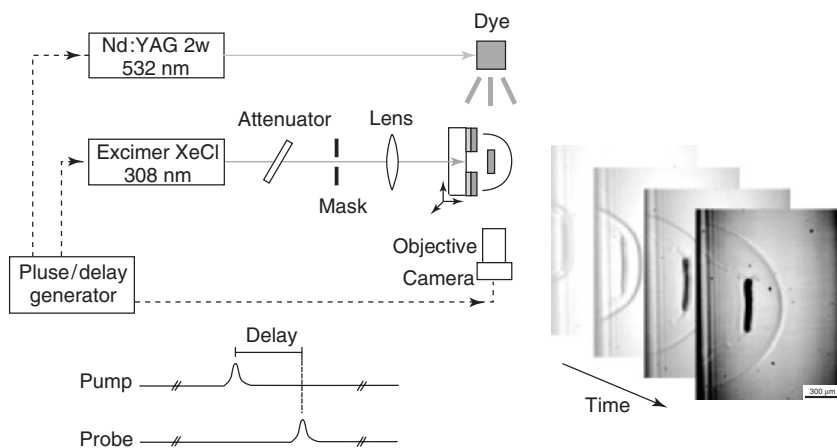 Dye
Nd:YAG 2w
532 nm
Attenuator
Lens
Excimer XeCl
308 nm
Mask
Objective
Camera
Pluse/delay
generator
Delay
Pump
Probe
Time
300 µm